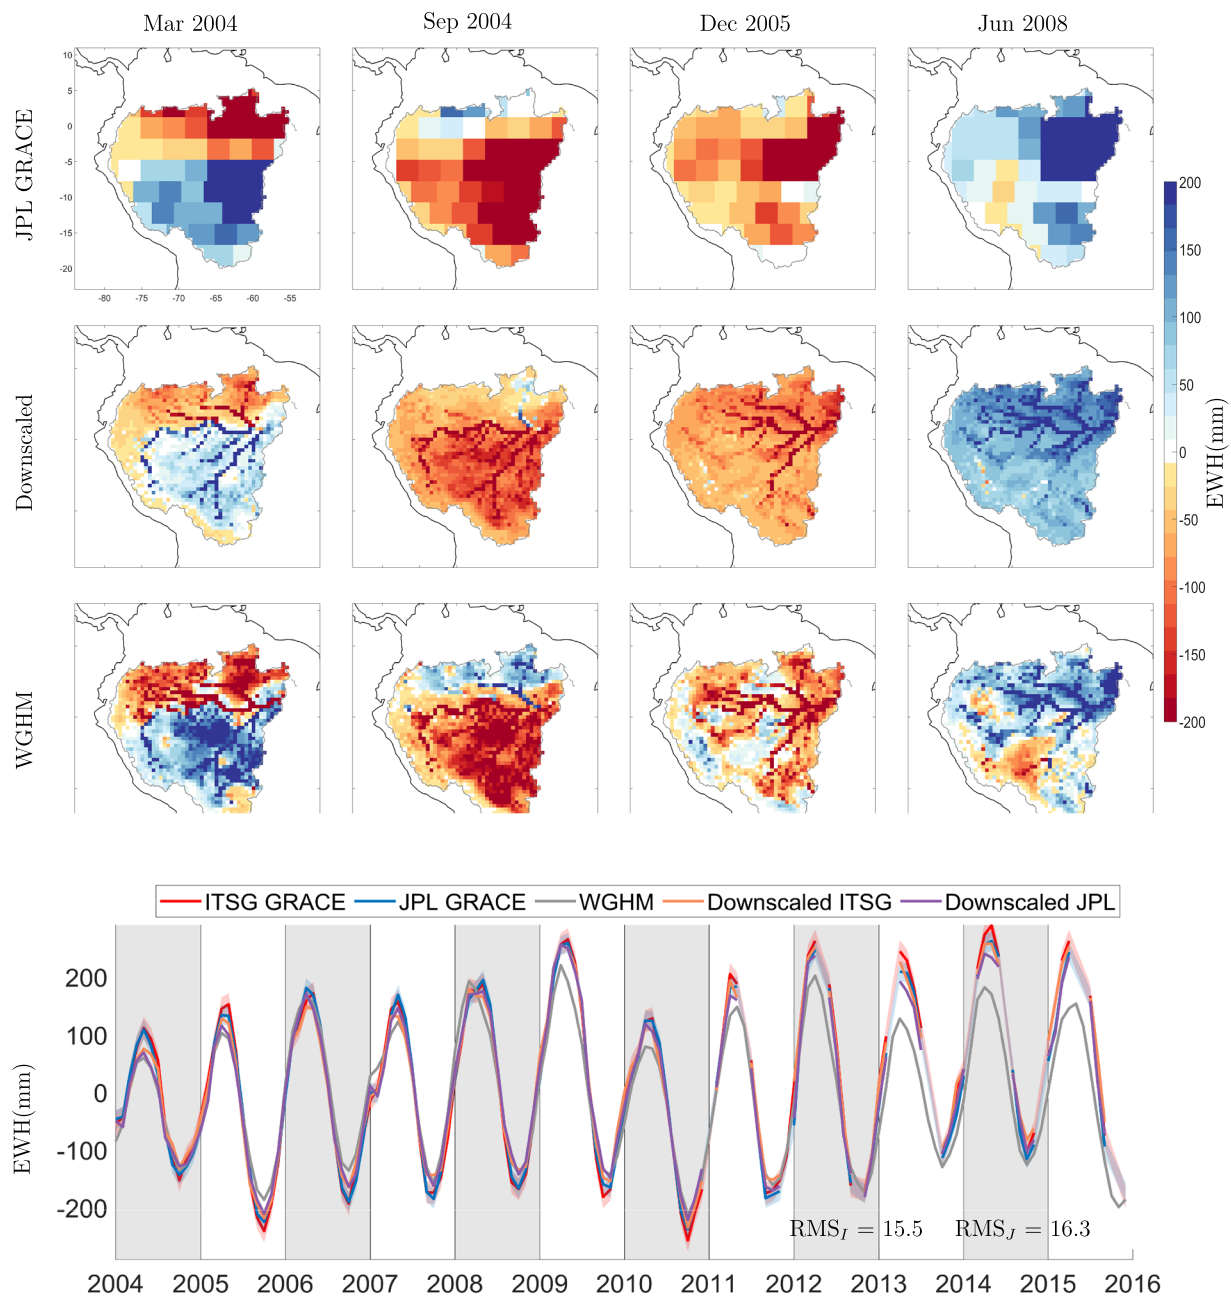 Mar 2004 Sep 2004 Dec 2005 Jun 2008
JPL GRACE
10
5
0
-5
-10
-15
-20
-80 -75 -70 -65 -60 -55
Downscaled
WGHM
200
150
100
50
0
-50
-100
-150
-200
EWH(mm)
ITSG GRACE JPL GRACE WGHM Downscaled ITSG Downscaled JPL
EWH(mm)
200
100
0
-100
-200
RMS_I = 15.5 RMS_J = 16.3
2004 2005 2006 2007 2008 2009 2010 2011 2012 2013 2014 2015 2016